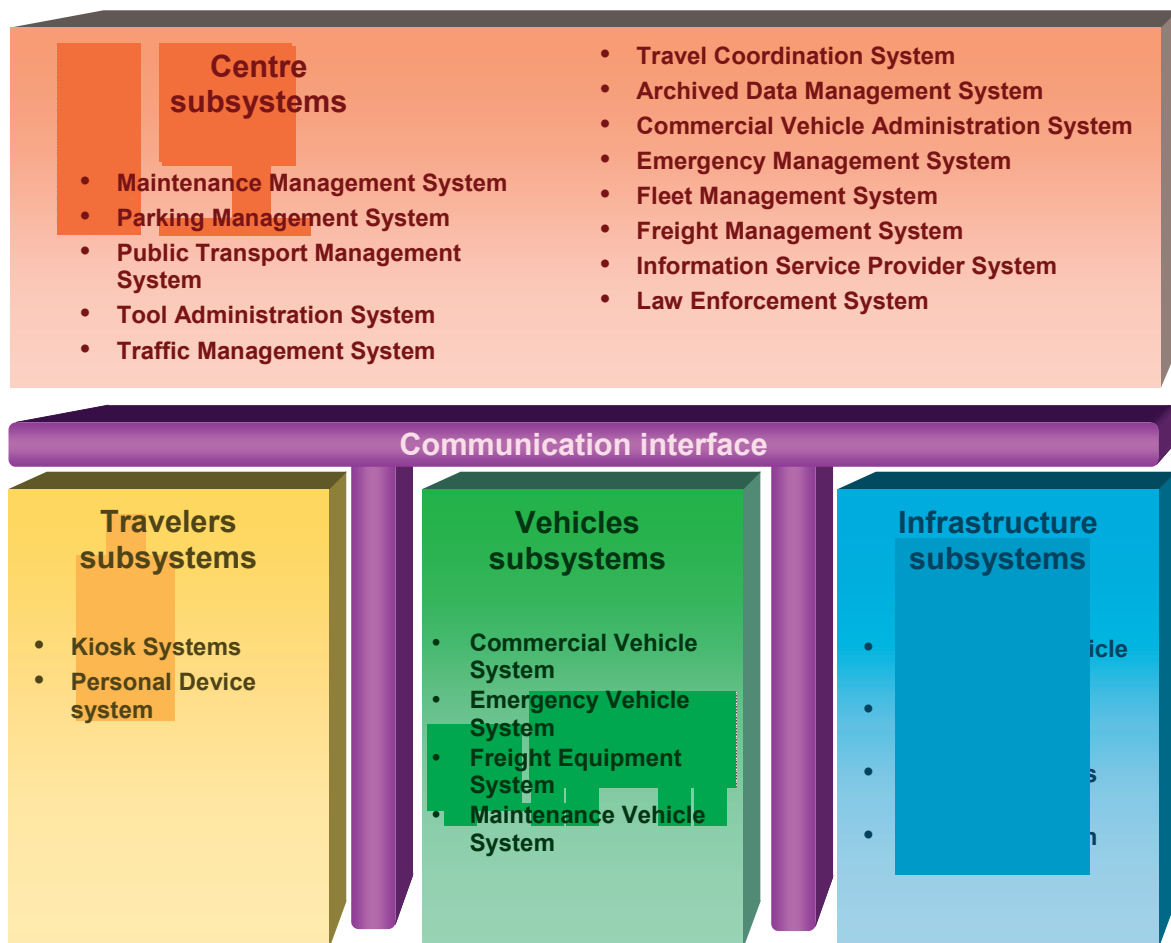 Centre
subsystems
• Maintenance Management System
• Parking Management System
• Public Transport Management
System
• Tool Administration System
• Traffic Management System
• Travel Coordination System
• Archived Data Management System
• Commercial Vehicle Administration System
• Emergency Management System
• Fleet Management System
• Freight Management System
• Information Service Provider System
• Law Enforcement System
Communication interface
Travelers
subsystems
• Kiosk Systems
• Personal Device
system
Vehicles
subsystems
• Commercial Vehicle
System
• Emergency Vehicle
System
• Freight Equipment
System
• Maintenance Vehicle
System
Infrastructure
subsystems